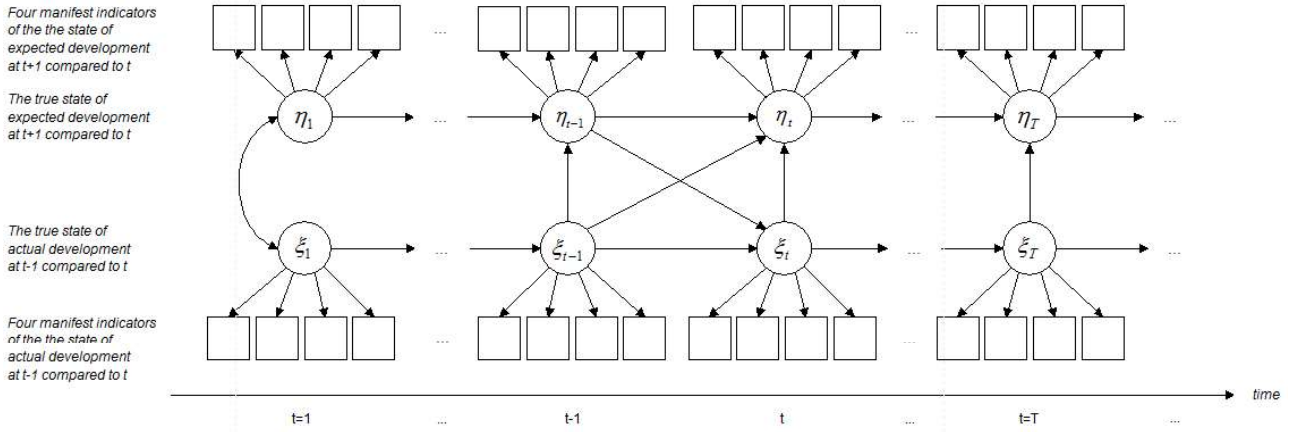 Four manifest indicators
of the the state of
expected development
at t+1 compared to t
...
...
The true state of
expected development
at t+1 compared to t
η₁
...
ηₜ₋₁
ηₜ
...
η_T
...
The true state of
actual development
at t-1 compared to t
ξ₁
...
ξₜ₋₁
ξₜ
...
ξ_T
...
Four manifest indicators
of the the state of
actual development
at t-1 compared to t
...
...
time
t=1
...
t-1
t
...
t=T
...